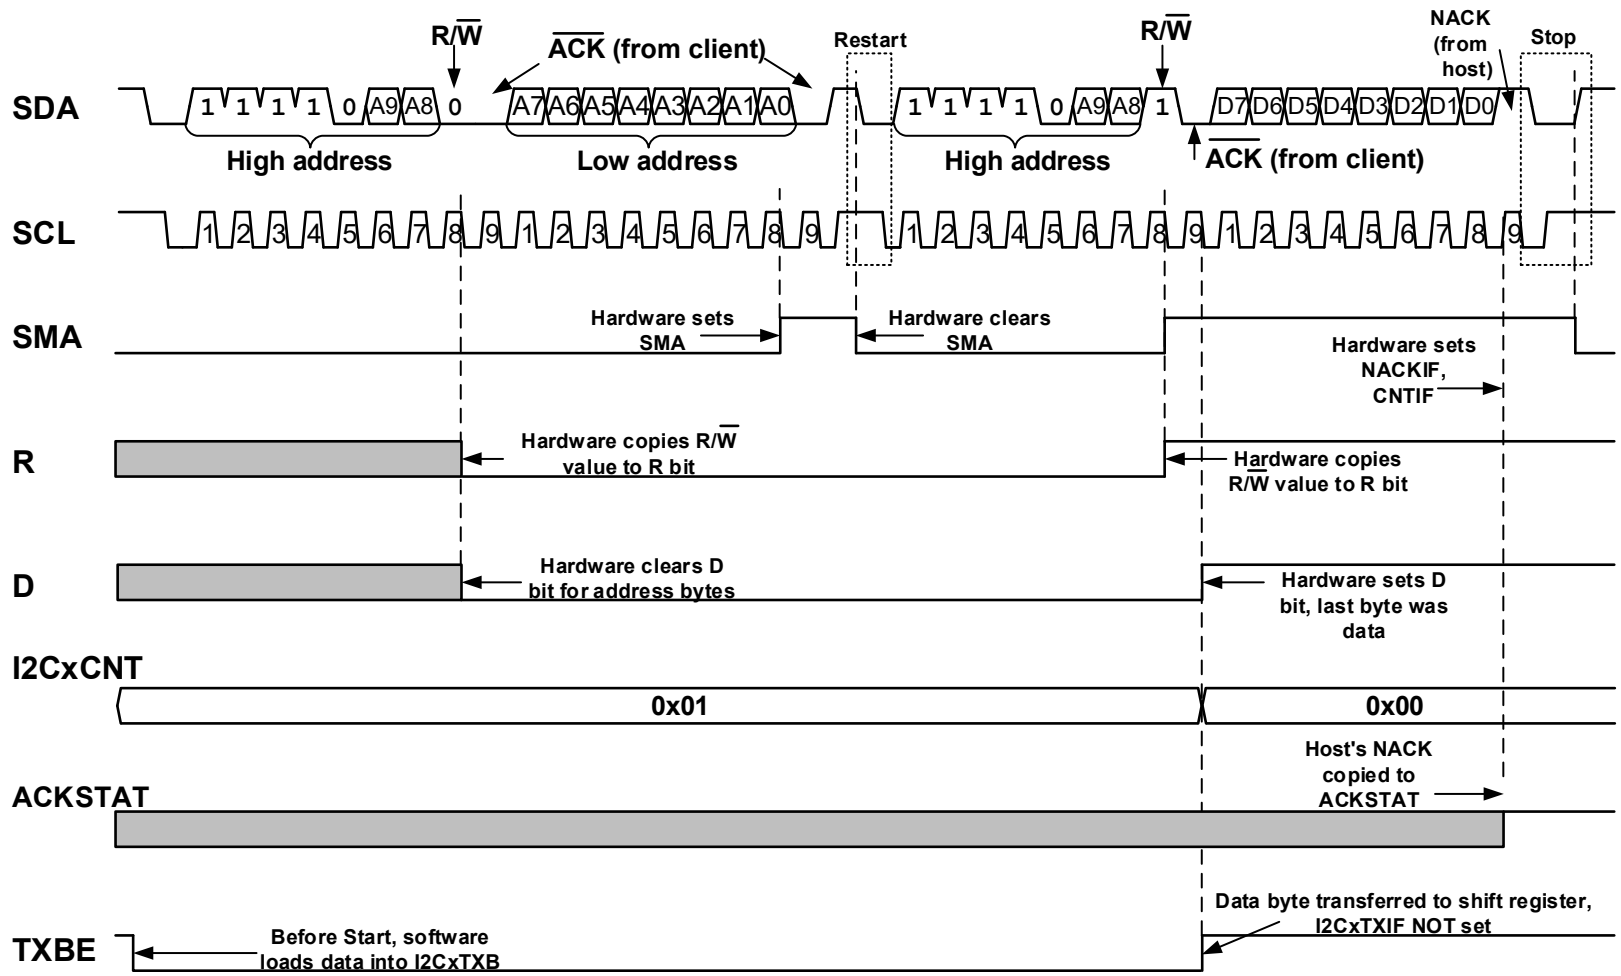 R/W
ACK (from client)
Restart
R/W
NACK
(from
host)
Stop
SDA
1 1 1 1 0 A9 A8 0 A7 A6 A5 A4 A3 A2 A1 A0 1 1 1 1 0 A9 A8 1 D7 D6 D5 D4 D3 D2 D1 D0
High address
Low address
High address
ACK (from client)
SCL
1 2 3 4 5 6 7 8 9 1 2 3 4 5 6 7 8 9 1 2 3 4 5 6 7 8 9 1 2 3 4 5 6 7 8 9
SMA
Hardware sets
SMA
Hardware clears
SMA
Hardware sets
NACKIF,
CNTIF
R
Hardware copies R/W
value to R bit
Hardware copies
R/W value to R bit
D
Hardware clears D
bit for address bytes
Hardware sets D
bit, last byte was
data
I2CxCNT
0x01
0x00
ACKSTAT
Host's NACK
copied to
ACKSTAT
TXBE
Before Start, software
loads data into I2CxTXB
Data byte transferred to shift register,
I2CxTXIF NOT set